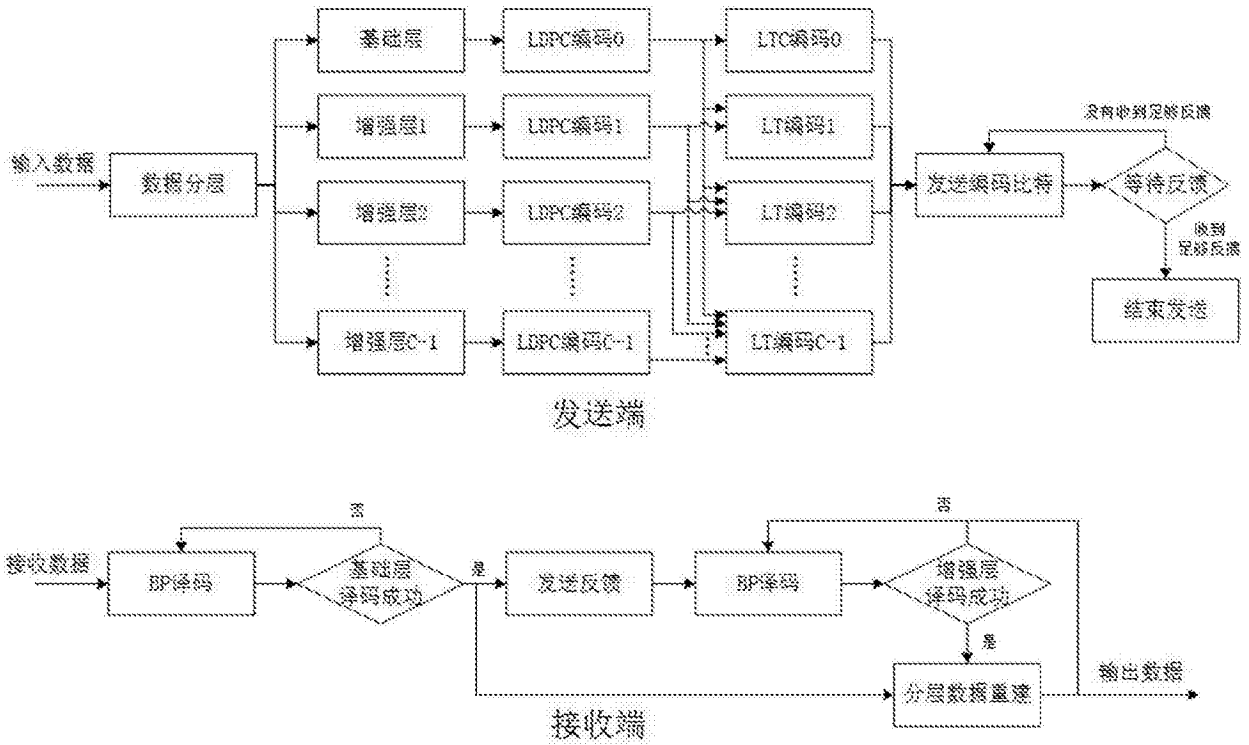 基础层
LDPC编码0
LTC编码0
增强层1
LDPC编码1
LT编码1
没有收到足够反馈
输入数据
数据分层
发送编码比特
等待反馈
增强层2
LDPC编码2
LT编码2
收到
足够反馈
增强层C-1
LDPC编码C-1
LT编码C-1
结束发送
发送端
否
否
接收数据
BP译码
基础层
译码成功
是
发送反馈
BP译码
增强层
译码成功
是
分层数据重建
输出数据
接收端